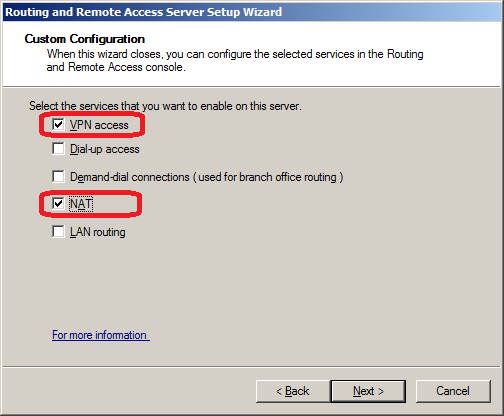 Routing and Remote Access Server Setup Wizard
Custom Configuration
When this wizard closes, you can configure the selected services in the Routing
and Remote Access console.
Select the services that you want to enable on this server.
VPN access
Dial-up access
Demand-dial connections ( used for branch office routing )
NAT
LAN routing
For more information
< Back
Next >
Cancel